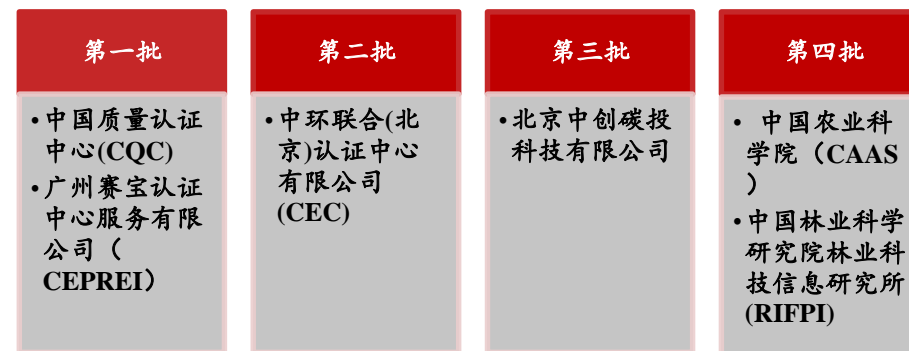 第一批
•中国质量认证
中心(CQC)
•广州赛宝认证
中心服务有限
公司（
CEPREI）
第二批
•中环联合(北
京)认证中心
有限公司
(CEC)
第三批
•北京中创碳投
科技有限公司
第四批
• 中国农业科
学院（CAAS
）
•中国林业科学
研究院林业科
技信息研究所
(RIFPI)